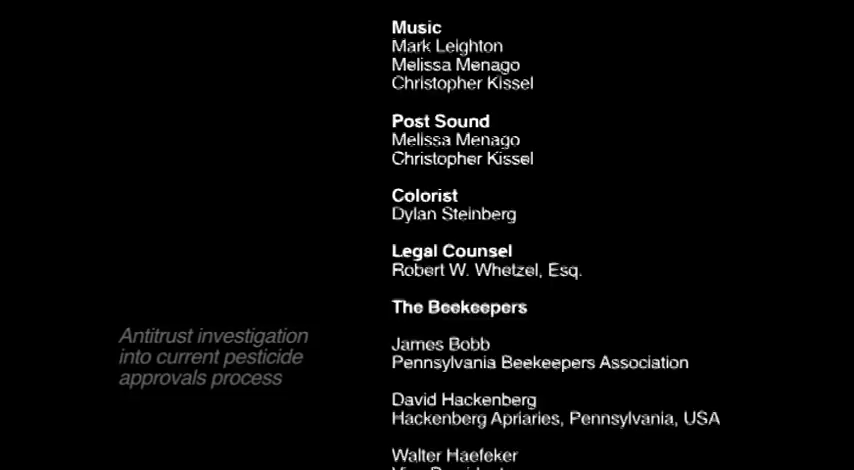 Music
Mark Leighton
Melissa Menago
Christopher Kissel
Post Sound
Melissa Menago
Christopher Kissel
Colorist
Dylan Steinberg
Legal Counsel
Robert W. Whetzel, Esq.
The Beekeepers
Antitrust investigation
into current pesticide
approvals process
James Bobb
Pennsylvania Beekeepers Association
David Hackenberg
Hackenberg Apriaries, Pennsylvania, USA
Walter Haefeker